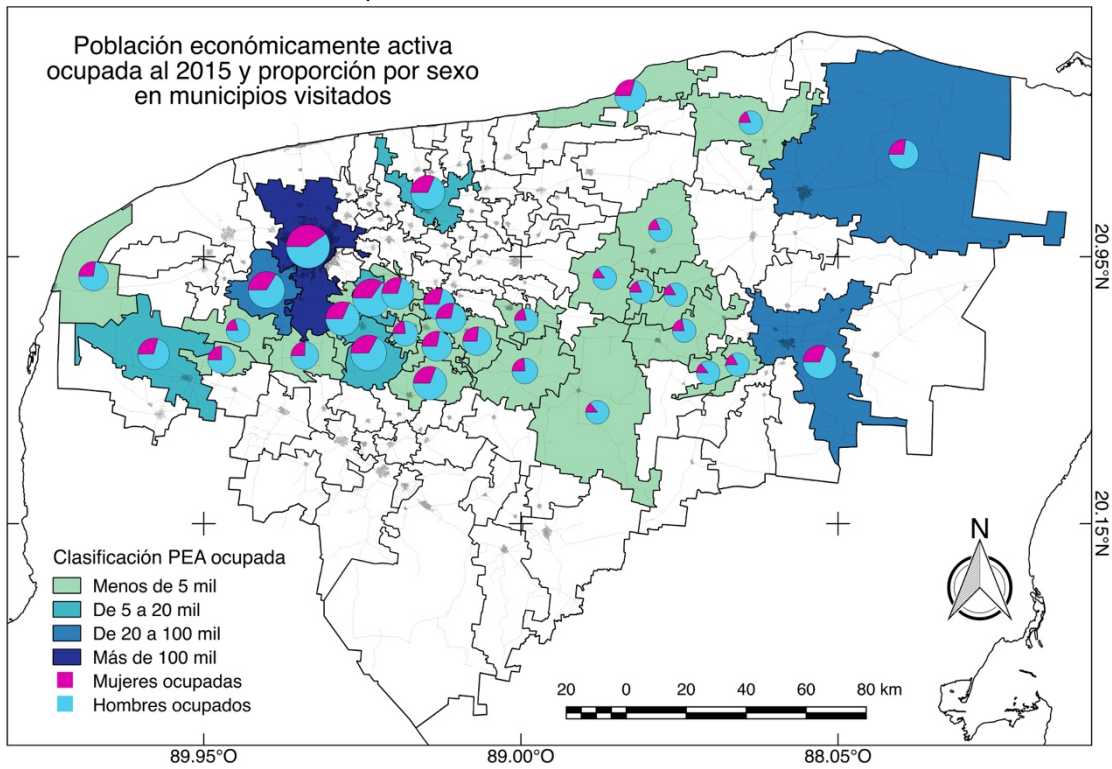 Población económicamente activa
ocupada al 2015 y proporción por sexo
en municipios visitados
20.95°N
20.15°N
Clasificación PEA ocupada
Menos de 5 mil
De 5 a 20 mil
De 20 a 100 mil
Más de 100 mil
Mujeres ocupadas
Hombres ocupados
N
20 0 20 40 60 80 km
89.95°O 89.00°O 88.05°O